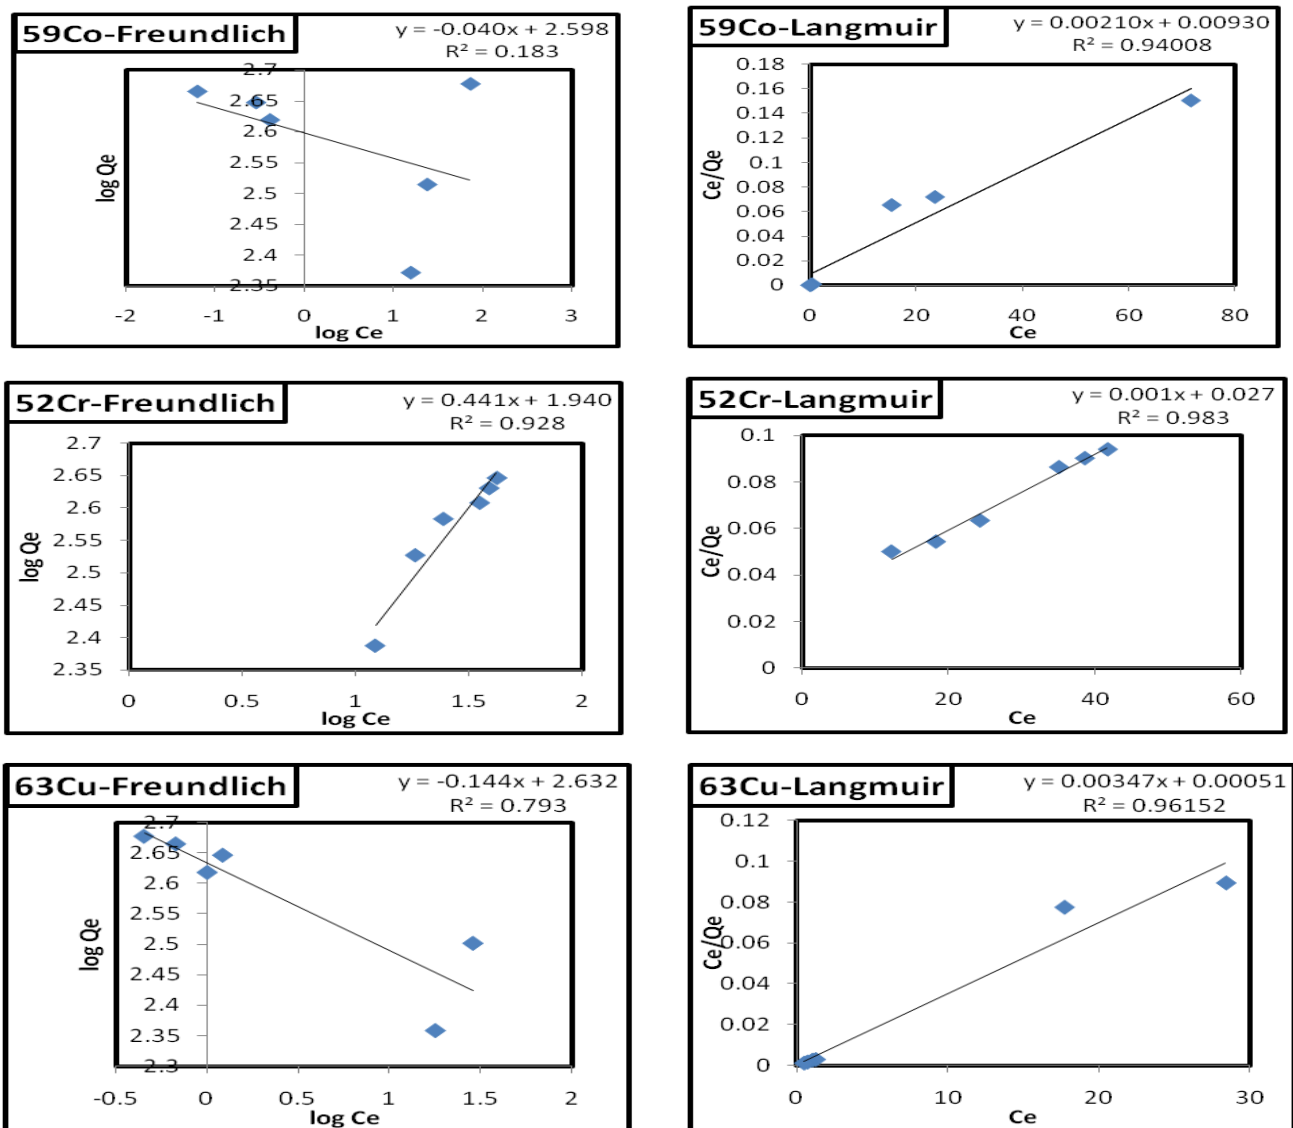 59Co-Freundlich
y = -0.040x + 2.598
R² = 0.183
2.7
2.65
2.6
2.55
2.5
2.45
2.4
2.35
log Qe
-2 -1 0 1 2 3
log Ce
59Co-Langmuir
y = 0.00210x + 0.00930
R² = 0.94008
0.18
0.16
0.14
0.12
0.1
0.08
0.06
0.04
0.02
0
Ce/Qe
0 20 40 60 80
Ce
52Cr-Freundlich
y = 0.441x + 1.940
R² = 0.928
2.7
2.65
2.6
2.55
2.5
2.45
2.4
2.35
log Qe
0 0.5 1 1.5 2
log Ce
52Cr-Langmuir
y = 0.001x + 0.027
R² = 0.983
0.1
0.08
0.06
0.04
0.02
0
Ce/Qe
0 20 40 60
Ce
63Cu-Freundlich
y = -0.144x + 2.632
R² = 0.793
2.7
2.65
2.6
2.55
2.5
2.45
2.4
2.35
2.3
log Qe
-0.5 0 0.5 1 1.5 2
log Ce
63Cu-Langmuir
y = 0.00347x + 0.00051
R² = 0.96152
0.12
0.1
0.08
0.06
0.04
0.02
0
Ce/Qe
0 10 20 30
Ce